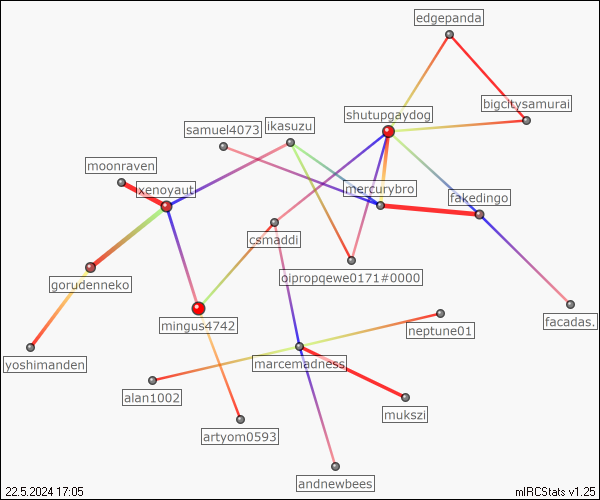 edgepanda
bigcitysamurai
shutupgaydog
samuel4073
ikasuzu
moonraven
xenoyaut
mercurybro
fakedingo
csmaddi
oipropqewe0171#0000
gorudenneko
mingus4742
neptune01
facadas.
yoshimanden
marcemadness
alan1002
mukszi
artyom0593
andnewbees
22.5.2024 17:05
mIRCStats v1.25